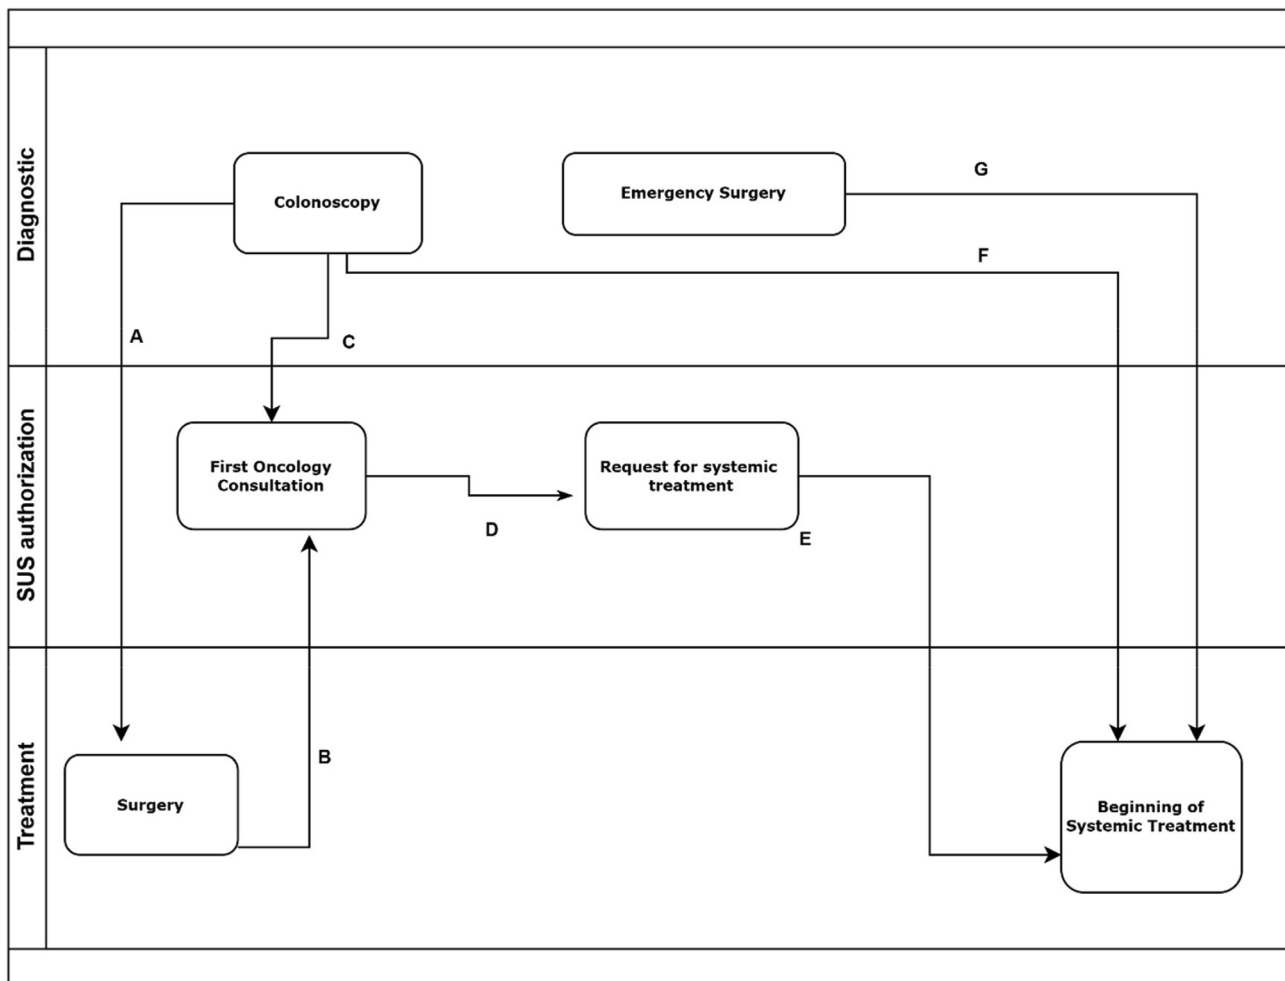 Diagnostic
Colonoscopy
Emergency Surgery
G
F
A
C
SUS authorization
First Oncology
Consultation
Request for systemic
treatment
D
E
Treatment
B
Surgery
Beginning of
Systemic Treatment